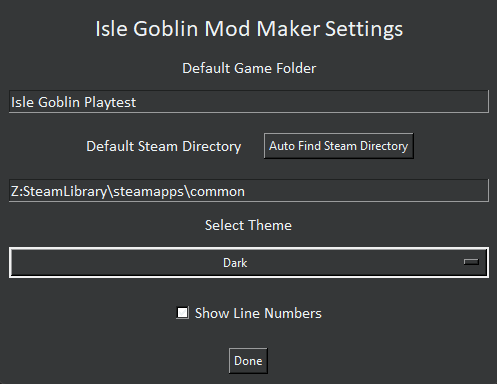 Isle Goblin Mod Maker Settings
Default Game Folder
Isle Goblin Playtest
Default Steam Directory Auto Find Steam Directory
Z:SteamLibrary\steamapps\common
Select Theme
Dark
Show Line Numbers
Done